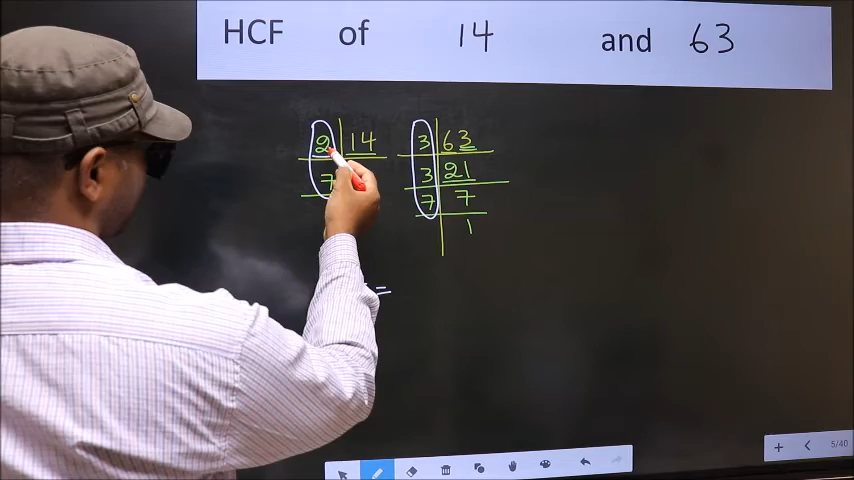 HCF of 14 and 63
2 14 3 63
7 3 21
7 7
1
=
5/40